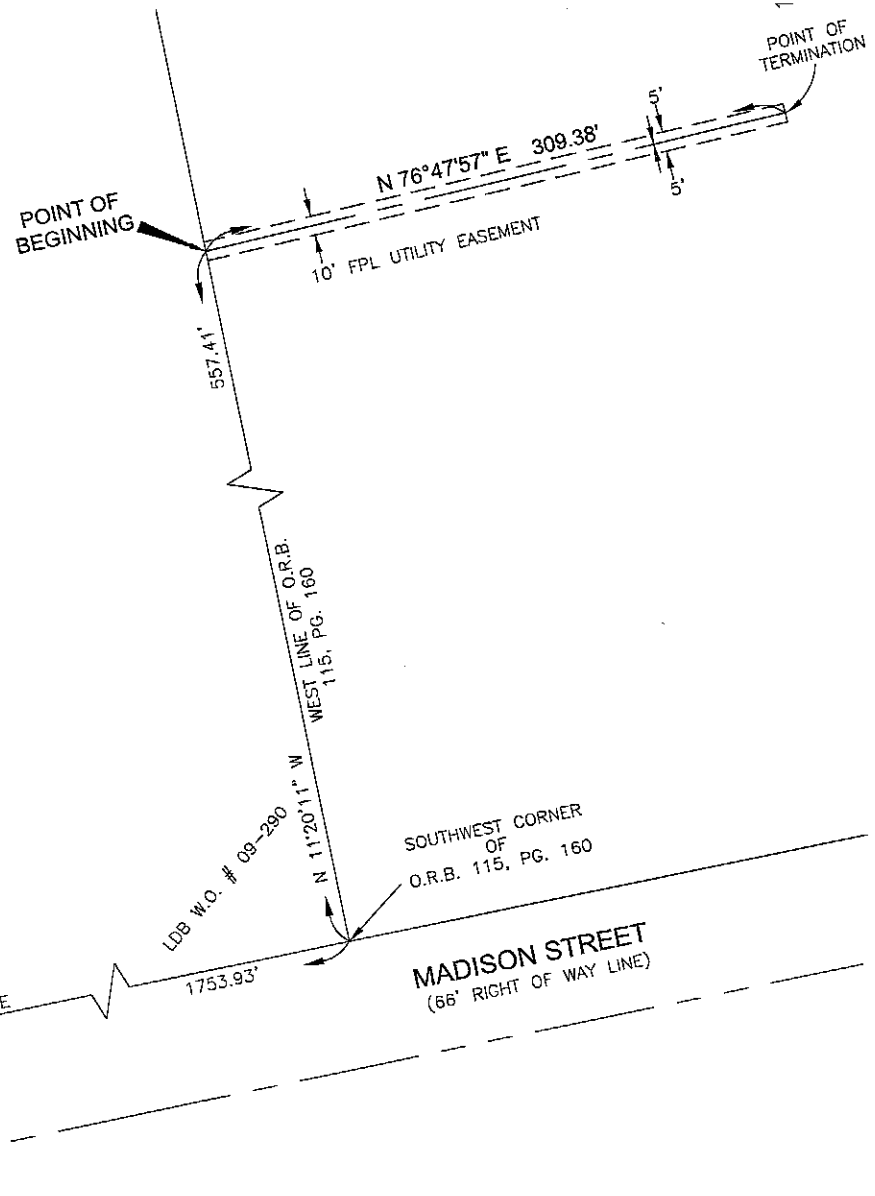 POINT OF
TERMINATION
5'
N 76°47'57" E 309.38'
5'
POINT OF
BEGINNING
10' FPL UTILITY EASEMENT
557.41'
WEST LINE OF O.R.B.
115, PG. 160
N 11°20'11" W
LDB W.O. # 09-290
SOUTHWEST CORNER
OF
O.R.B. 115, PG. 160
MADISON STREET
(66' RIGHT OF WAY LINE)
1753.93'
E